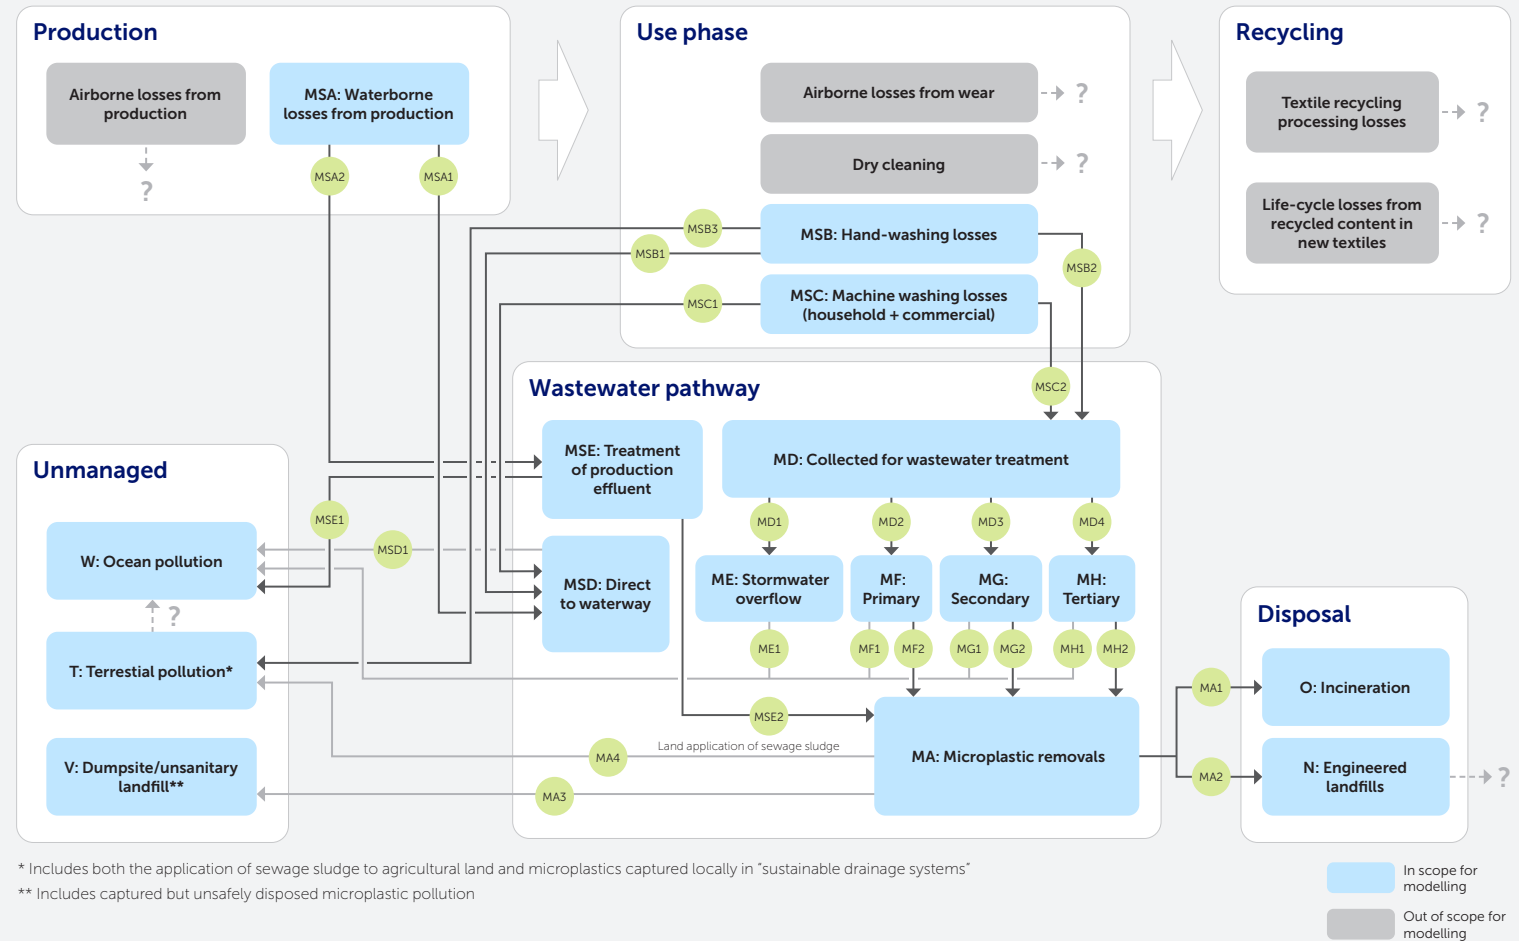 Production
Airborne losses from
production
?
MSA: Waterborne
losses from production
MSA2
MSA1
Use phase
Airborne losses from wear
?
Dry cleaning
?
MSB: Hand-washing losses
MSB3
MSB1
MSB2
MSC: Machine washing losses
(household + commercial)
MSC1
MSC2
Recycling
Textile recycling
processing losses
?
Life-cycle losses from
recycled content in
new textiles
?
Wastewater pathway
MSE: Treatment
of production
effluent
MD: Collected for wastewater treatment
MD1
MD2
MD3
MD4
MSD: Direct
to waterway
ME: Stormwater
overflow
MF:
Primary
MG:
Secondary
MH:
Tertiary
ME1
MF1
MF2
MG1
MG2
MH1
MH2
MSE2
Land application of sewage sludge
MA: Microplastic removals
MA4
MA3
Unmanaged
MSE1
MSD1
W: Ocean pollution
?
T: Terrestial pollution*
V: Dumpsite/unsanitary
landfill**
Disposal
MA1
O: Incineration
MA2
N: Engineered
landfills
?
* Includes both the application of sewage sludge to agricultural land and microplastics captured locally in “sustainable drainage systems”
** Includes captured but unsafely disposed microplastic pollution
In scope for
modelling
Out of scope for
modelling